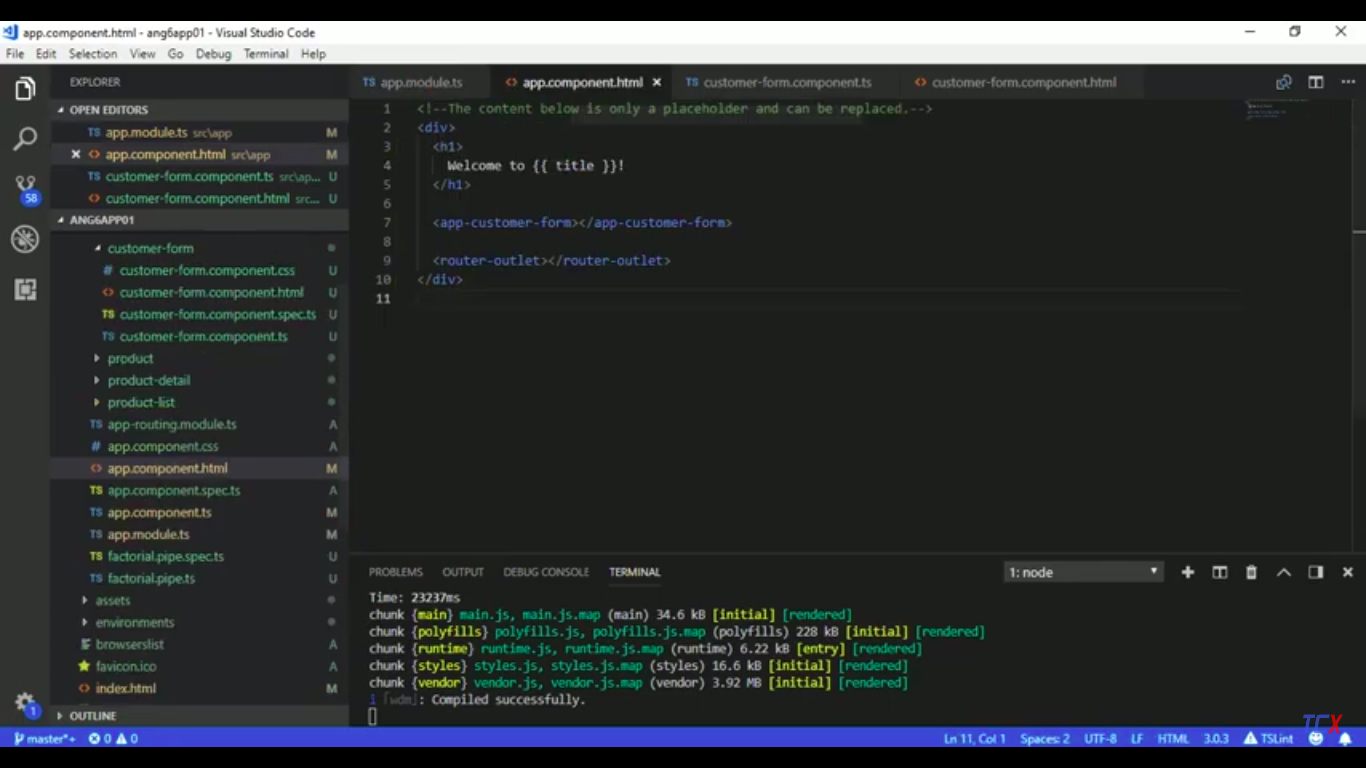 app.component.html - ang6app01 - Visual Studio Code
File Edit Selection View Go Debug Terminal Help
EXPLORER
OPEN EDITORS
TS app.module.ts src\app M
app.component.html src\app M
TS customer-form.component.ts src\ap... U
customer-form.component.html src... U
58
ANG6APP01
customer-form
# customer-form.component.css U
customer-form.component.html U
TS customer-form.component.spec.ts U
TS customer-form.component.ts U
product
product-detail
product-list
TS app-routing.module.ts A
# app.component.css A
app.component.html M
TS app.component.spec.ts A
TS app.component.ts M
TS app.module.ts M
TS factorial.pipe.spec.ts U
TS factorial.pipe.ts U
assets
environments
browserslist A
favicon.ico A
index.html M
1
OUTLINE
TS app.module.ts
<> app.component.html ×
TS customer-form.component.ts
<> customer-form.component.html
1 <!--The content below is only a placeholder and can be replaced.-->
2 <div>
3 <h1>
4 Welcome to {{ title }}!
5 </h1>
6
7 <app-customer-form></app-customer-form>
8
9 <router-outlet></router-outlet>
10 </div>
11
PROBLEMS OUTPUT DEBUG CONSOLE TERMINAL
1: node
Time: 23237ms
chunk {main} main.js, main.js.map (main) 34.6 kB [initial] [rendered]
chunk {polyfills} polyfills.js, polyfills.js.map (polyfills) 228 kB [initial] [rendered]
chunk {runtime} runtime.js, runtime.js.map (runtime) 6.22 kB [entry] [rendered]
chunk {styles} styles.js, styles.js.map (styles) 16.6 kB [initial] [rendered]
chunk {vendor} vendor.js, vendor.js.map (vendor) 3.92 MB [initial] [rendered]
i ｢wdm｣: Compiled successfully.
TCX
master*+ 0 0 Ln 11, Col 1 Spaces: 2 UTF-8 LF HTML 3.0.3 TSLint